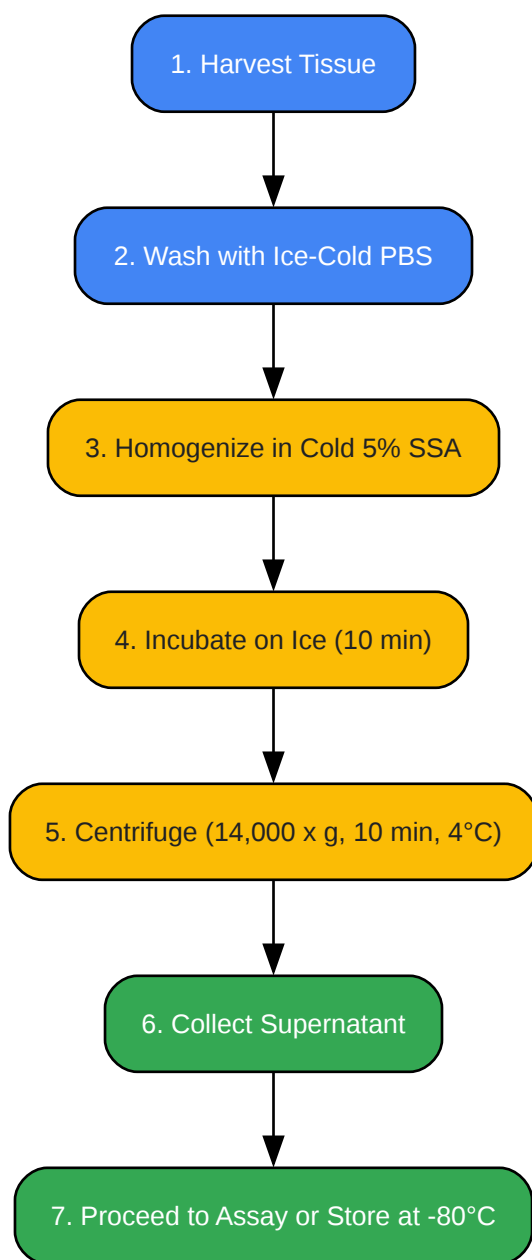 1. Harvest Tissue
2. Wash with Ice-Cold PBS
3. Homogenize in Cold 5% SSA
4. Incubate on Ice (10 min)
5. Centrifuge (14,000 x g, 10 min, 4°C)
6. Collect Supernatant
7. Proceed to Assay or Store at -80°C